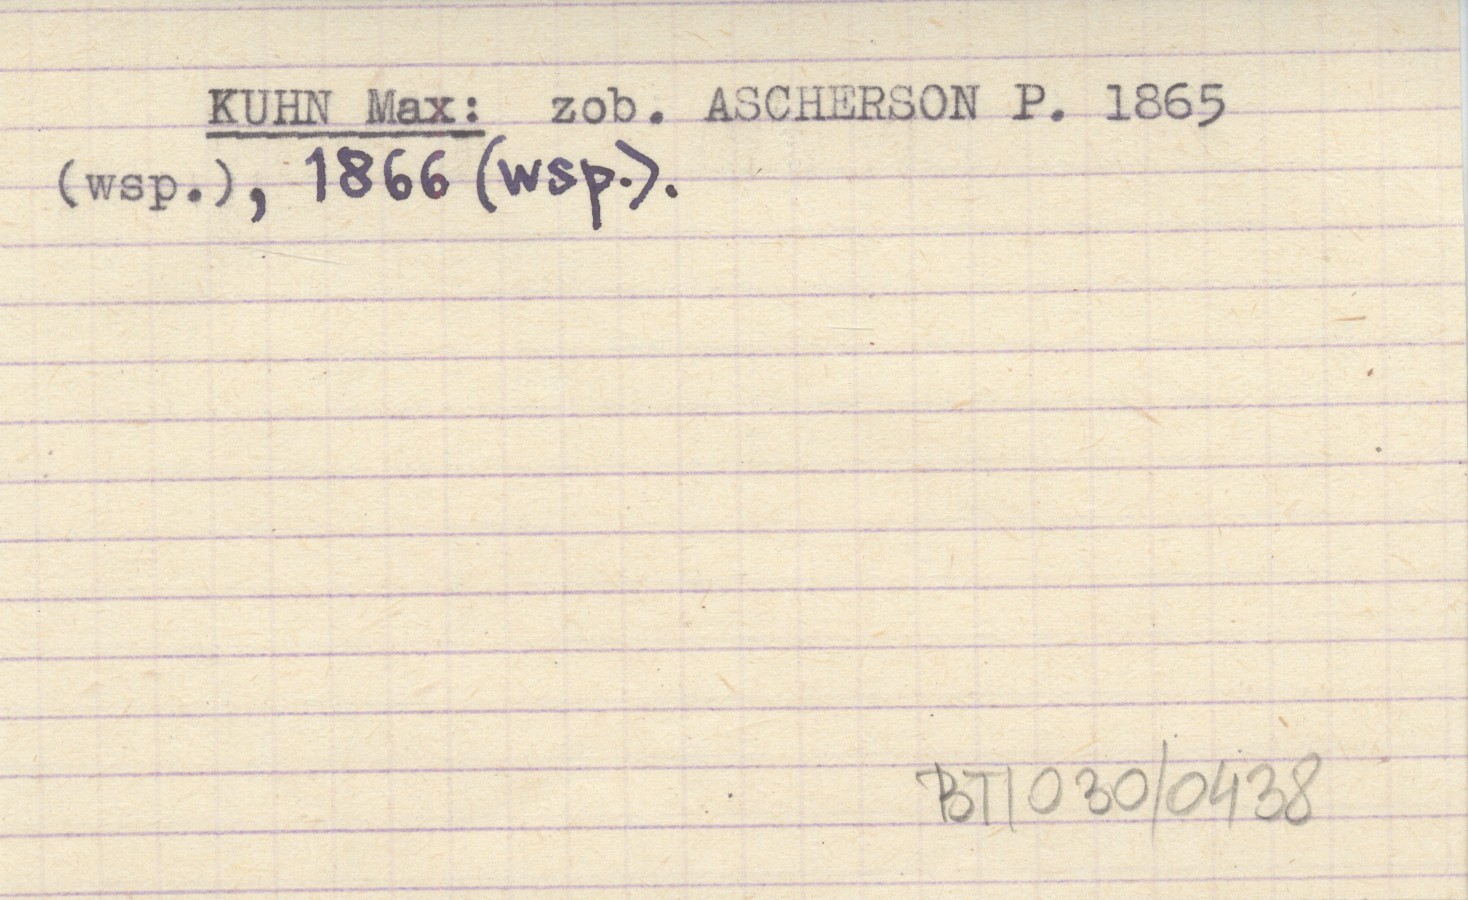 KUHN Max: zob. ASCHERSON P. 1865
(wsp.), 1866 (wsp.).
BT/030/0438